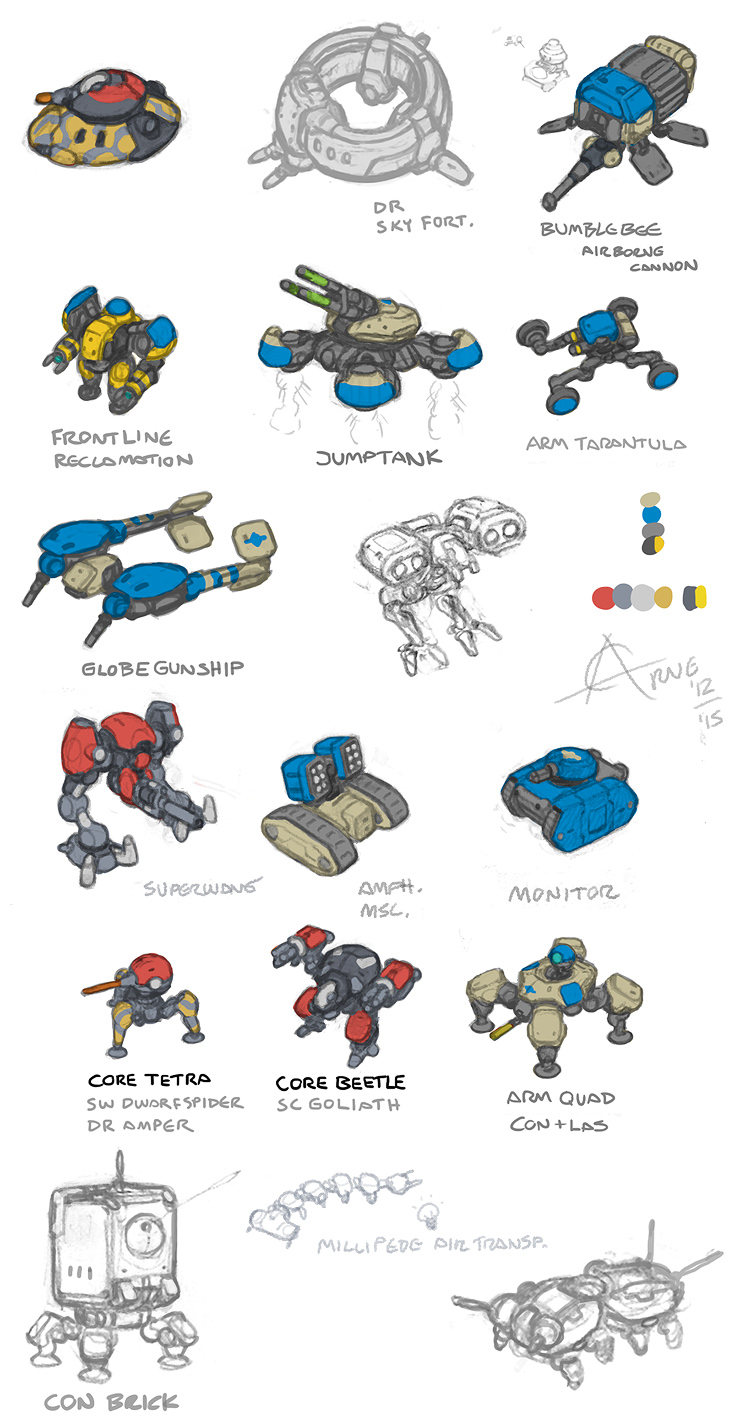 DR
SKY FORT.
BUMBLEBEE
AIRBORNE
CANNON
FRONTLINE
RECLAMATION
JUMPTANK
ARM TARANTULA
GLOBEGUNSHIP
ARNE '12
/'15
SUPERWANG
AMPH.
MSL.
MONITOR
CORE TETRA
SW DWARFSPIDER
DR AMPER
CORE BEETLE
SC GOLIATH
ARM QUAD
CON+LAS
CON BRICK
MILLIPEDE AIR TRANSP.